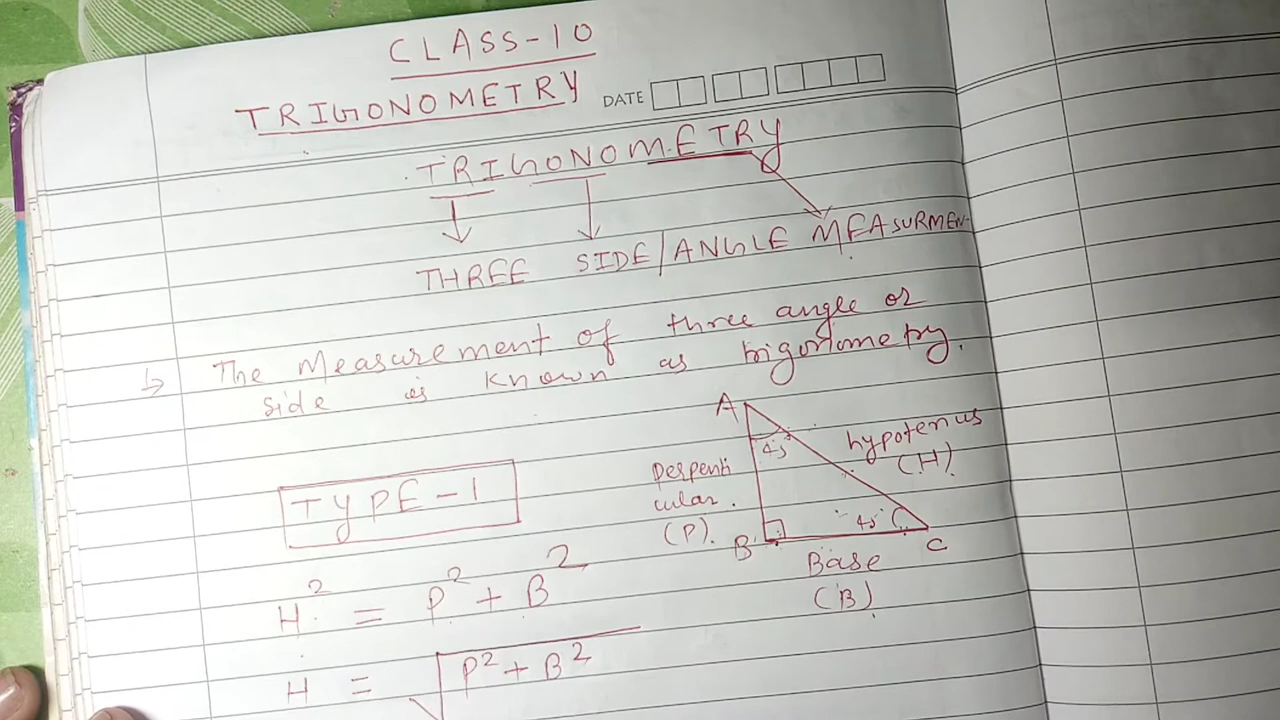 CLASS-10
TRIGONOMETRY
DATE
TRIGONOMETRY
THREE SIDE/ANGLE MEASURMEN
↳ The Measurement of three angle or
side is known as trigonometry.
A
45°
hypotenus
(H)
Perpendi
cular.
(P).
B
45°
C
Base
(B)
TYPE-1
H² = P² + B²
H = √P² + B²